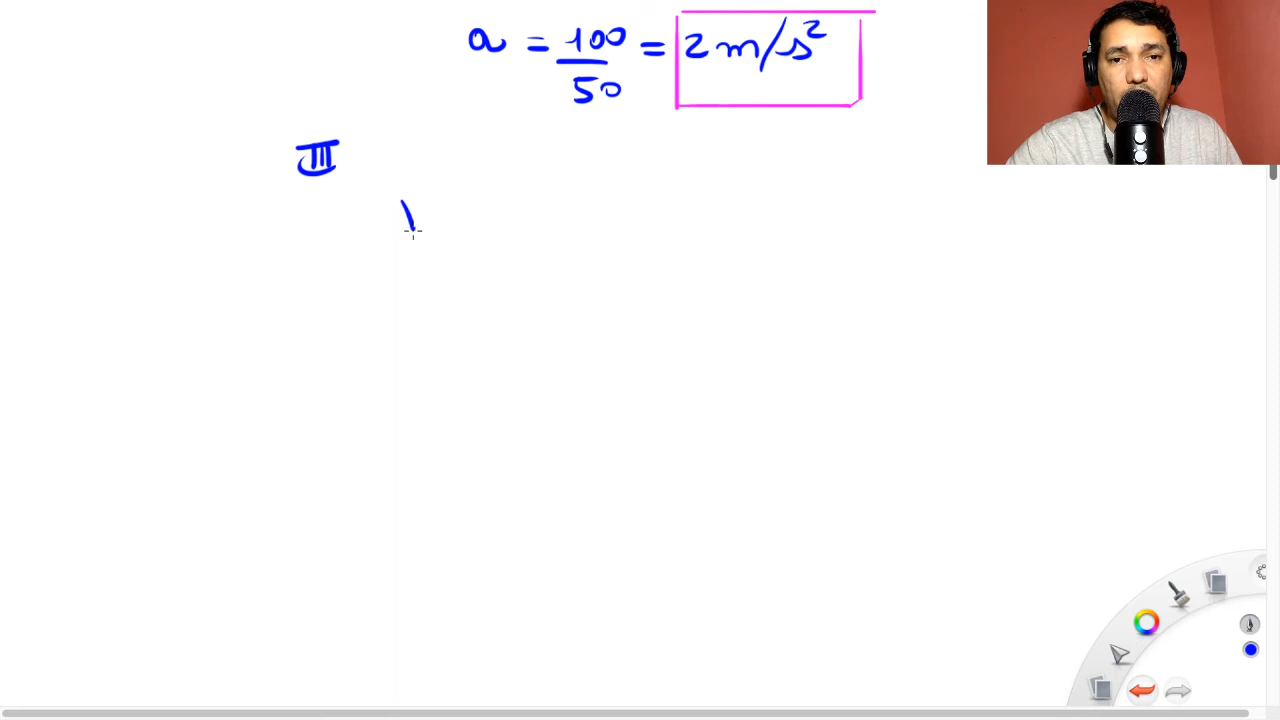 a = 100/50 = 2 m/s²
III